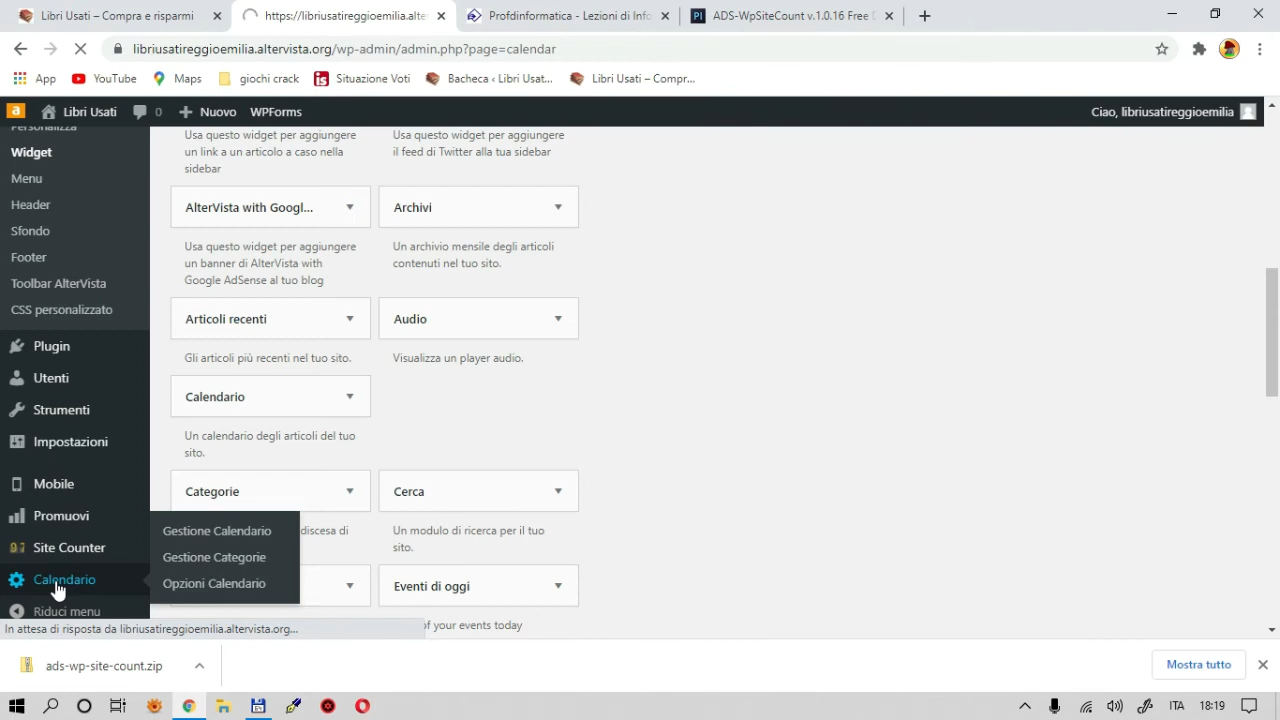 Libri Usati – Compra e risparmi
https://libriusatireggioemilia.alte
Profdinformatica - Lezioni di Info
ADS-WpSiteCount v.1.0.16 Free D
libriusatireggioemilia.altervista.org/wp-admin/admin.php?page=calendar
App
YouTube
Maps
giochi crack
Situazione Voti
Bacheca ‹ Libri Usat...
Libri Usati – Compr...
a
Libri Usati
0
Nuovo
WPForms
Ciao, libriusatireggioemilia
Personalizza
Widget
Menu
Header
Sfondo
Footer
Toolbar AlterVista
CSS personalizzato
Plugin
Utenti
Strumenti
Impostazioni
Mobile
Promuovi
Site Counter
Calendario
Riduci menu
Gestione Calendario
Gestione Categorie
Opzioni Calendario
Usa questo widget per aggiungere
un link a un articolo a caso nella
sidebar
Usa questo widget per aggiungere
il feed di Twitter alla tua sidebar
AlterVista with Googl...
Archivi
Usa questo widget per aggiungere
un banner di AlterVista with
Google AdSense al tuo blog
Un archivio mensile degli articoli
contenuti nel tuo sito.
Articoli recenti
Audio
Gli articoli più recenti nel tuo sito.
Visualizza un player audio.
Calendario
Un calendario degli articoli del tuo
sito.
Categorie
Cerca
discesa di
Un modulo di ricerca per il tuo
sito.
Eventi di oggi
of your events today
In attesa di risposta da libriusatireggioemilia.altervista.org...
ads-wp-site-count.zip
Mostra tutto
ITA
18:19